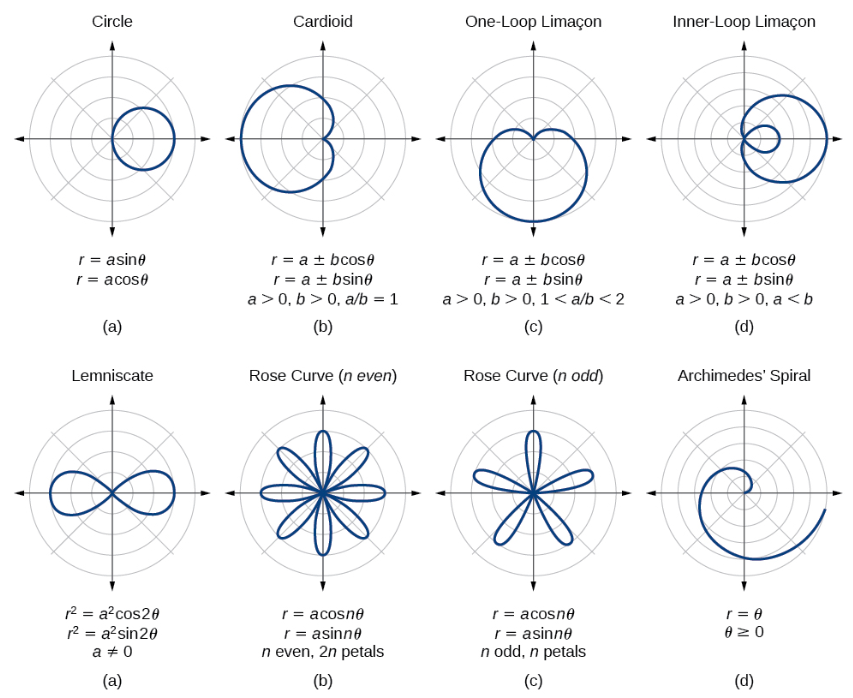 Circle
Cardioid
One-Loop Limaçon
Inner-Loop Limaçon
r = asinθ
r = acosθ
(a)
r = a ± bcosθ
r = a ± bsinθ
a > 0, b > 0, a/b = 1
(b)
r = a ± bcosθ
r = a ± bsinθ
a > 0, b > 0, 1 < a/b < 2
(c)
r = a ± bcosθ
r = a ± bsinθ
a > 0, b > 0, a < b
(d)
Lemniscate
Rose Curve (n even)
Rose Curve (n odd)
Archimedes’ Spiral
r² = a²cos2θ
r² = a²sin2θ
a ≠ 0
(a)
r = acosnθ
r = asinnθ
n even, 2n petals
(b)
r = acosnθ
r = asinnθ
n odd, n petals
(c)
r = θ
θ ≥ 0
(d)